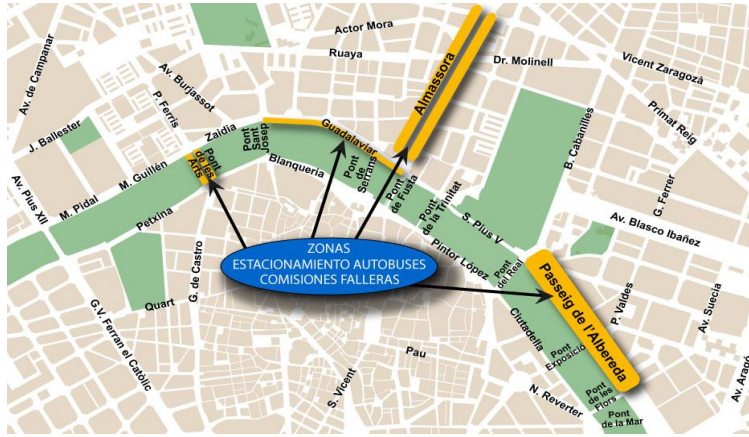 Actor Mora
Ruaya
Almassora
Dr. Molinell
Vicent Zaragozà
Primat Reig
Av. de Campanar
Av. Burjassot
P. Ferris
J. Ballester
Zaidia
Pont
Sant
Josep
Guadalaviar
B. Cabanilles
G. Ferrer
Av. Blasco Ibañez
M. Guillén
Pont
de les
Arts
Blanqueria
Pont
de
Serrans
Pont
de Fusta
Pont
de la Trinitat
S. Pius V
Av. Pius XII
M. Pidal
Petxina
G. de Castro
ZONAS
ESTACIONAMIENTO AUTOBUSES
COMISIONES FALLERAS
Pintor López
Pont
del Real
Passeig de l'Albereda
P. Valdes
Av. Suecia
Quart
G.V. Ferran el Catòlic
Ciutadella
Pont
Exposició
Pau
S. Vicent
N. Reverter
Pont
de les
Flors
Pont
de la Mar
Av. Aragó